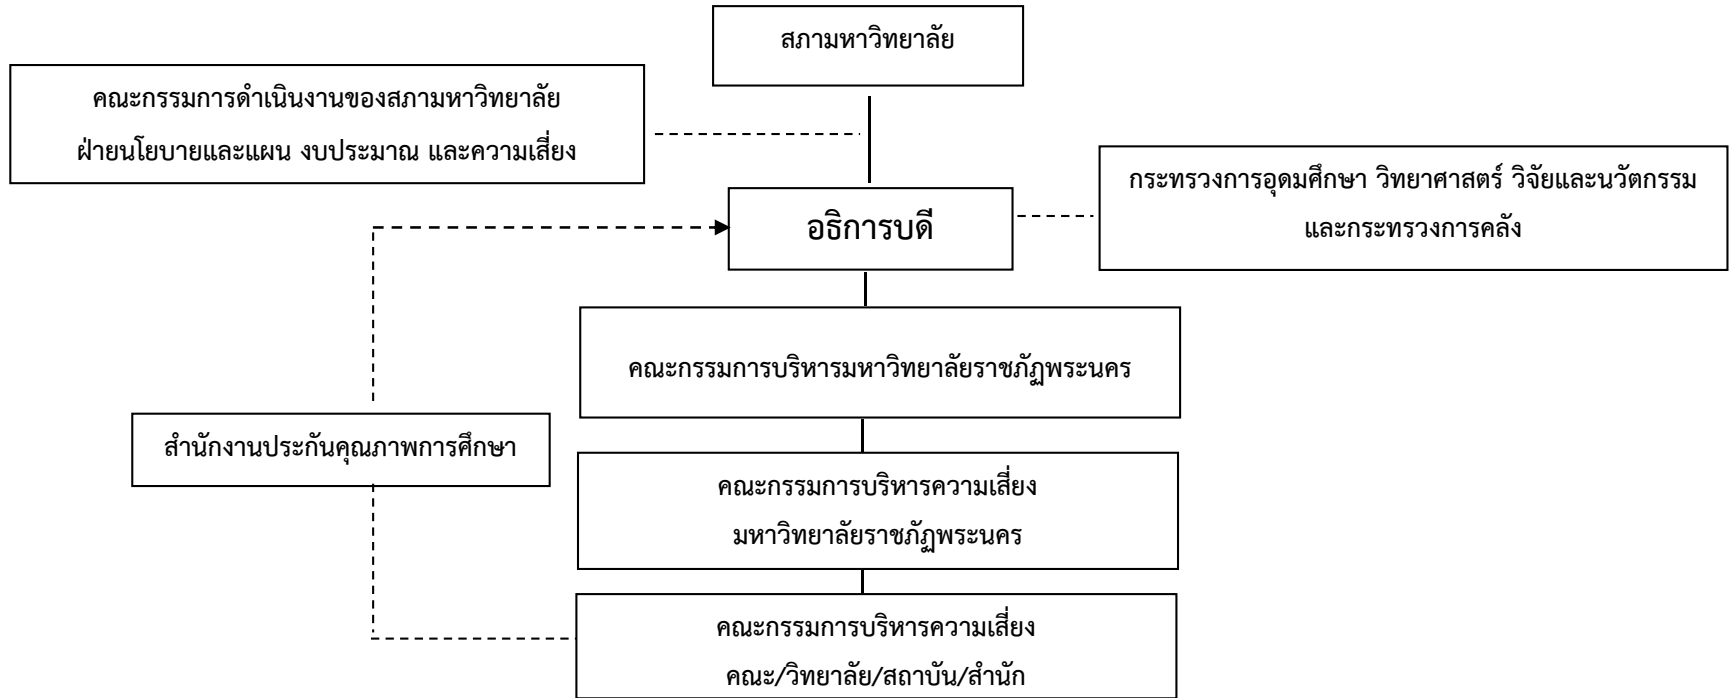 สภามหาวิทยาลัย
คณะกรรมการดำเนินงานของสภามหาวิทยาลัย
ฝ่ายนโยบายและแผน งบประมาณ และความเสี่ยง
กระทรวงการอุดมศึกษา วิทยาศาสตร์ วิจัยและนวัตกรรม
และกระทรวงการคลัง
อธิการบดี
คณะกรรมการบริหารมหาวิทยาลัยราชภัฏพระนคร
สำนักงานประกันคุณภาพการศึกษา
คณะกรรมการบริหารความเสี่ยง
มหาวิทยาลัยราชภัฏพระนคร
คณะกรรมการบริหารความเสี่ยง
คณะ/วิทยาลัย/สถาบัน/สำนัก